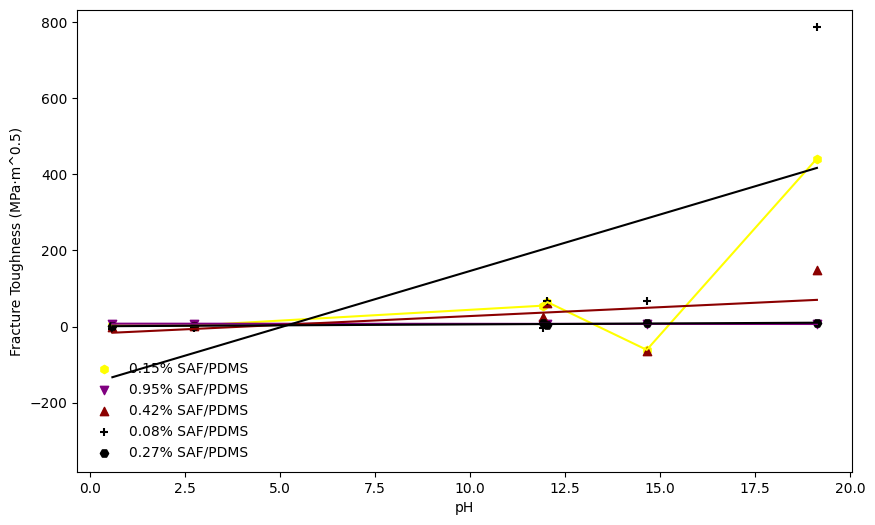 800
600
400
200
0
−200
Fracture Toughness (MPa·m^0.5)
0.15% SAF/PDMS
0.95% SAF/PDMS
0.42% SAF/PDMS
0.08% SAF/PDMS
0.27% SAF/PDMS
0.0 2.5 5.0 7.5 10.0 12.5 15.0 17.5 20.0
pH